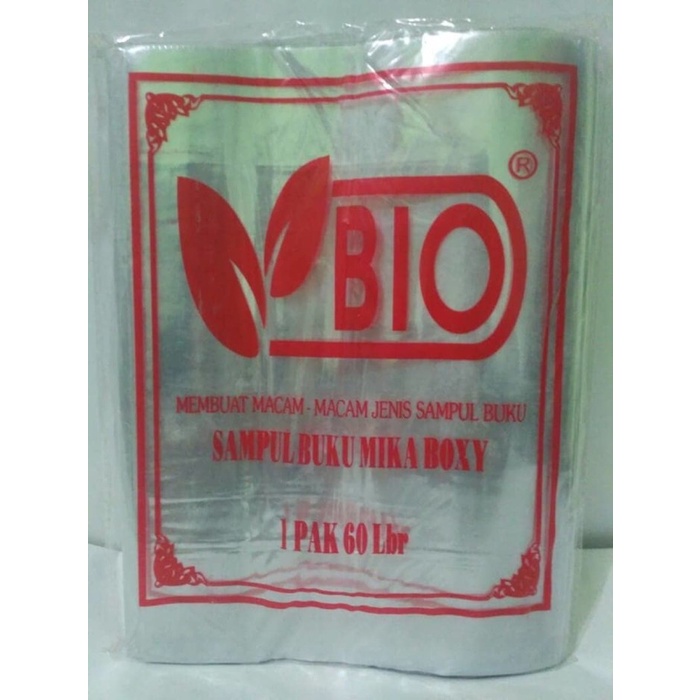 BIO ®
MEMBUAT MACAM - MACAM JENIS SAMPUL BUKU
SAMPUL BUKU MIKA BOXY
1 PAK 60 Lbr